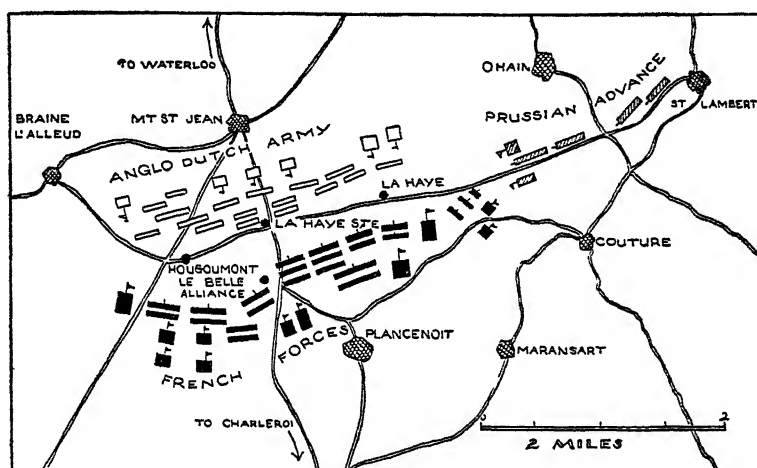 TO WATERLOO
OHAIN
PRUSSIAN ADVANCE
ST LAMBERT
BRAINE
L'ALLEUD
MT ST JEAN
ANGLO DUTCH ARMY
LA HAYE
LA HAYE STE
HOUGOUMONT
LE BELLE
ALLIANCE
COUTURE
FRENCH FORCES
PLANCENOIT
MARANSART
TO CHARLEROI
0 2
2 MILES